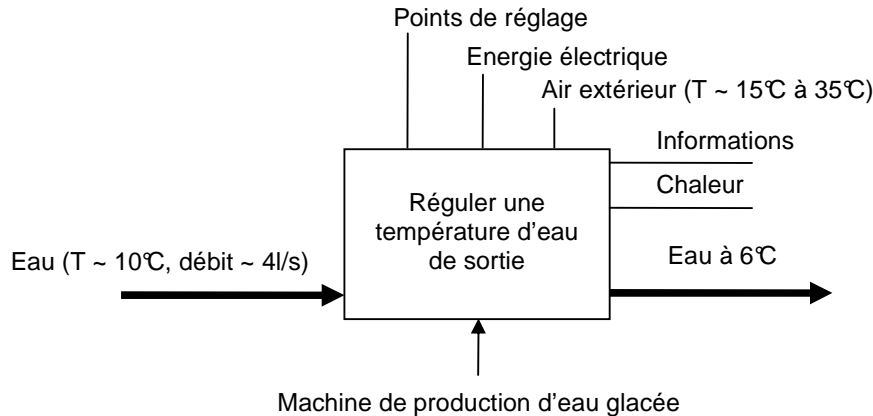 Points de réglage
Energie électrique
Air extérieur (T ~ 15°C à 35°C)
Informations
Chaleur
Réguler une
température d'eau
de sortie
Eau (T ~ 10°C, débit ~ 4l/s)
Eau à 6°C
Machine de production d'eau glacée